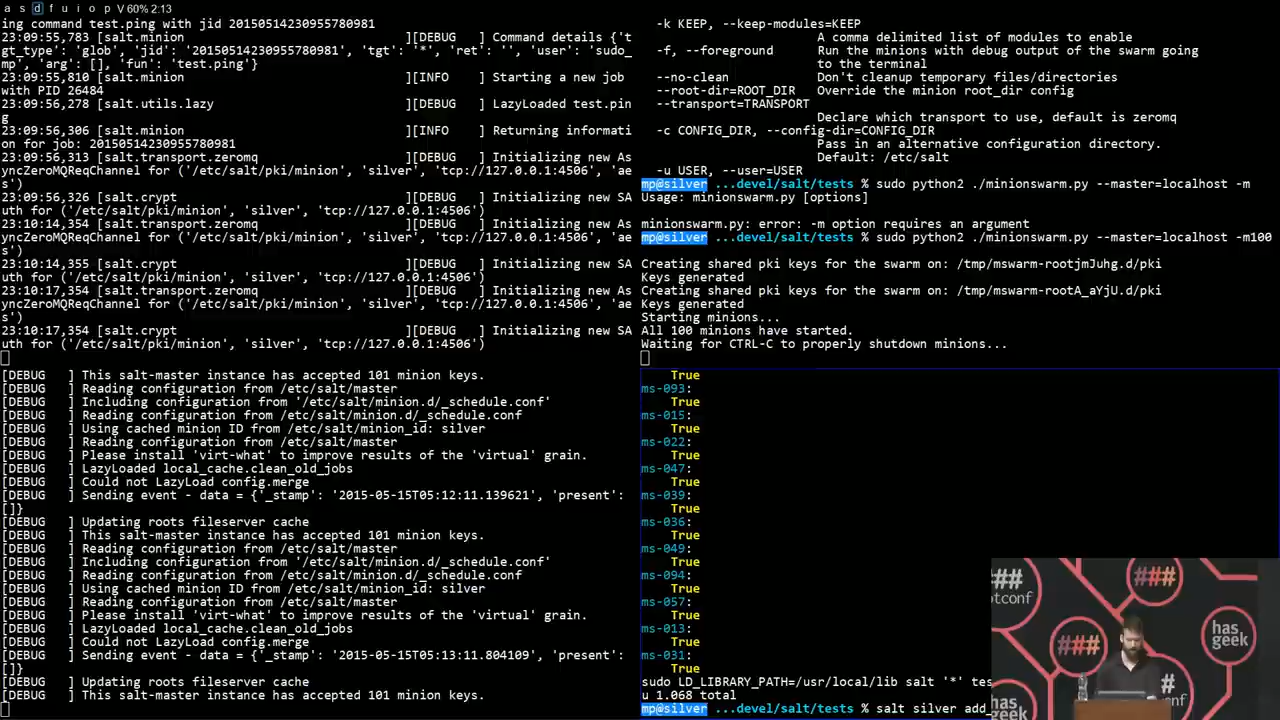 a s d f u i o p V 60% 2:13
ing command test.ping with jid 20150514230955780981
23:09:55,783 [salt.minion                                 ][DEBUG   ] Command details {'t
gt_type': 'glob', 'jid': '20150514230955780981', 'tgt': '*', 'ret': '', 'user': 'sudo_
mp', 'arg': [], 'fun': 'test.ping'}
23:09:55,810 [salt.minion                                 ][INFO    ] Starting a new job
with PID 26484
23:09:56,278 [salt.utils.lazy                             ][DEBUG   ] LazyLoaded test.pin
g
23:09:56,306 [salt.minion                                 ][INFO    ] Returning informati
on for job: 20150514230955780981
23:09:56,313 [salt.transport.zeromq                       ][DEBUG   ] Initializing new As
yncZeroMQReqChannel for ('/etc/salt/pki/minion', 'silver', 'tcp://127.0.0.1:4506', 'ae
s')
23:09:56,326 [salt.crypt                                  ][DEBUG   ] Initializing new SA
uth for ('/etc/salt/pki/minion', 'silver', 'tcp://127.0.0.1:4506')
23:10:14,354 [salt.transport.zeromq                       ][DEBUG   ] Initializing new As
yncZeroMQReqChannel for ('/etc/salt/pki/minion', 'silver', 'tcp://127.0.0.1:4506', 'ae
s')
23:10:14,355 [salt.crypt                                  ][DEBUG   ] Initializing new SA
uth for ('/etc/salt/pki/minion', 'silver', 'tcp://127.0.0.1:4506')
23:10:17,354 [salt.transport.zeromq                       ][DEBUG   ] Initializing new As
yncZeroMQReqChannel for ('/etc/salt/pki/minion', 'silver', 'tcp://127.0.0.1:4506', 'ae
s')
23:10:17,354 [salt.crypt                                  ][DEBUG   ] Initializing new SA
uth for ('/etc/salt/pki/minion', 'silver', 'tcp://127.0.0.1:4506')
-k KEEP, --keep-modules=KEEP
A comma delimited list of modules to enable
-f, --foreground      Run the minions with debug output of the swarm going
to the terminal
--no-clean            Don't cleanup temporary files/directories
--root-dir=ROOT_DIR   Override the minion root_dir config
--transport=TRANSPORT
Declare which transport to use, default is zeromq
-c CONFIG_DIR, --config-dir=CONFIG_DIR
Pass in an alternative configuration directory.
Default: /etc/salt
-u USER, --user=USER
mp@silver ...devel/salt/tests % sudo python2 ./minionswarm.py --master=localhost -m
Usage: minionswarm.py [options]
minionswarm.py: error: -m option requires an argument
mp@silver ...devel/salt/tests % sudo python2 ./minionswarm.py --master=localhost -m100
Creating shared pki keys for the swarm on: /tmp/mswarm-rootjmJuhg.d/pki
Keys generated
Creating shared pki keys for the swarm on: /tmp/mswarm-rootA_aYjU.d/pki
Keys generated
Starting minions...
All 100 minions have started.
Waiting for CTRL-C to properly shutdown minions...
[DEBUG   ] This salt-master instance has accepted 101 minion keys.
[DEBUG   ] Reading configuration from /etc/salt/master
[DEBUG   ] Including configuration from '/etc/salt/minion.d/_schedule.conf'
[DEBUG   ] Reading configuration from /etc/salt/minion.d/_schedule.conf
[DEBUG   ] Using cached minion ID from /etc/salt/minion_id: silver
[DEBUG   ] Reading configuration from /etc/salt/master
[DEBUG   ] Please install 'virt-what' to improve results of the 'virtual' grain.
[DEBUG   ] LazyLoaded local_cache.clean_old_jobs
[DEBUG   ] Could not LazyLoad config.merge
[DEBUG   ] Sending event - data = {'_stamp': '2015-05-15T05:12:11.139621', 'present':
[]}
[DEBUG   ] Updating roots fileserver cache
[DEBUG   ] This salt-master instance has accepted 101 minion keys.
[DEBUG   ] Reading configuration from /etc/salt/master
[DEBUG   ] Including configuration from '/etc/salt/minion.d/_schedule.conf'
[DEBUG   ] Reading configuration from /etc/salt/minion.d/_schedule.conf
[DEBUG   ] Using cached minion ID from /etc/salt/minion_id: silver
[DEBUG   ] Reading configuration from /etc/salt/master
[DEBUG   ] Please install 'virt-what' to improve results of the 'virtual' grain.
[DEBUG   ] LazyLoaded local_cache.clean_old_jobs
[DEBUG   ] Could not LazyLoad config.merge
[DEBUG   ] Sending event - data = {'_stamp': '2015-05-15T05:13:11.804109', 'present':
[]}
[DEBUG   ] Updating roots fileserver cache
[DEBUG   ] This salt-master instance has accepted 101 minion keys.
True
ms-093:
True
ms-015:
True
ms-022:
True
ms-047:
True
ms-039:
True
ms-036:
True
ms-049:
True
ms-094:
True
ms-057:
True
ms-013:
True
ms-031:
True
sudo LD_LIBRARY_PATH=/usr/local/lib salt '*' tes
u 1.068 total
mp@silver ...devel/salt/tests % salt silver add_
###
otconf
###
###
has
geek
#
conf